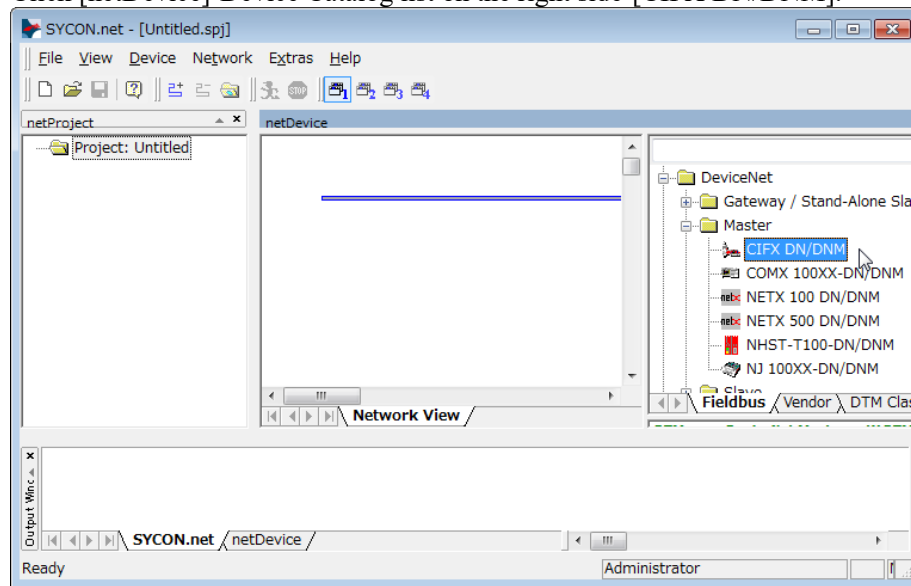 SYCON.net - [Untitled.spj]
File View Device Network Extras Help
netProject
netDevice
Project: Untitled
DeviceNet
Gateway / Stand-Alone Sla
Master
CIFX DN/DNM
COMX 100XX-DN/DNM
NETX 100 DN/DNM
NETX 500 DN/DNM
NHST-T100-DN/DNM
NJ 100XX-DN/DNM
Slave
Network View
Fieldbus Vendor DTM Clas
Output Winc
SYCON.net netDevice
Ready
Administrator